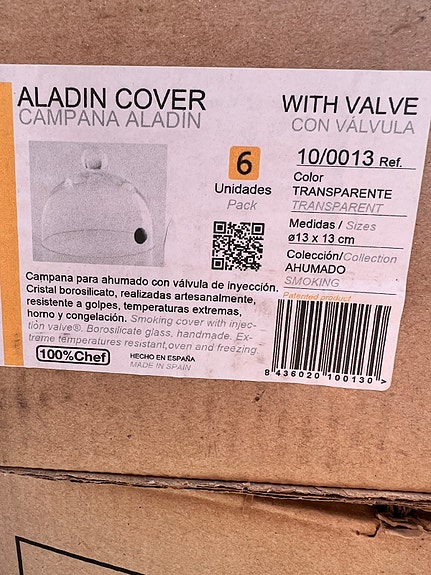 ALADIN COVER
CAMPANA ALADIN
WITH VALVE
CON VÁLVULA
6
Unidades
Pack
10/0013 Ref.
Color
TRANSPARENTE
TRANSPARENT
Medidas / Sizes
ø13 x 13 cm
Colección/Collection
AHUMADO
SMOKING
Patented product
Campana para ahumado con válvula de inyección.
Cristal borosilicato, realizadas artesanalmente,
resistente a golpes, temperaturas extremas,
horno y congelación. Smoking cover with injec-
tion valve®. Borosilicate glass, handmade. Ex-
treme temperatures resistant,oven and freezing
100%Chef
HECHO EN ESPAÑA
MADE IN SPAIN
8 436020 100130 >